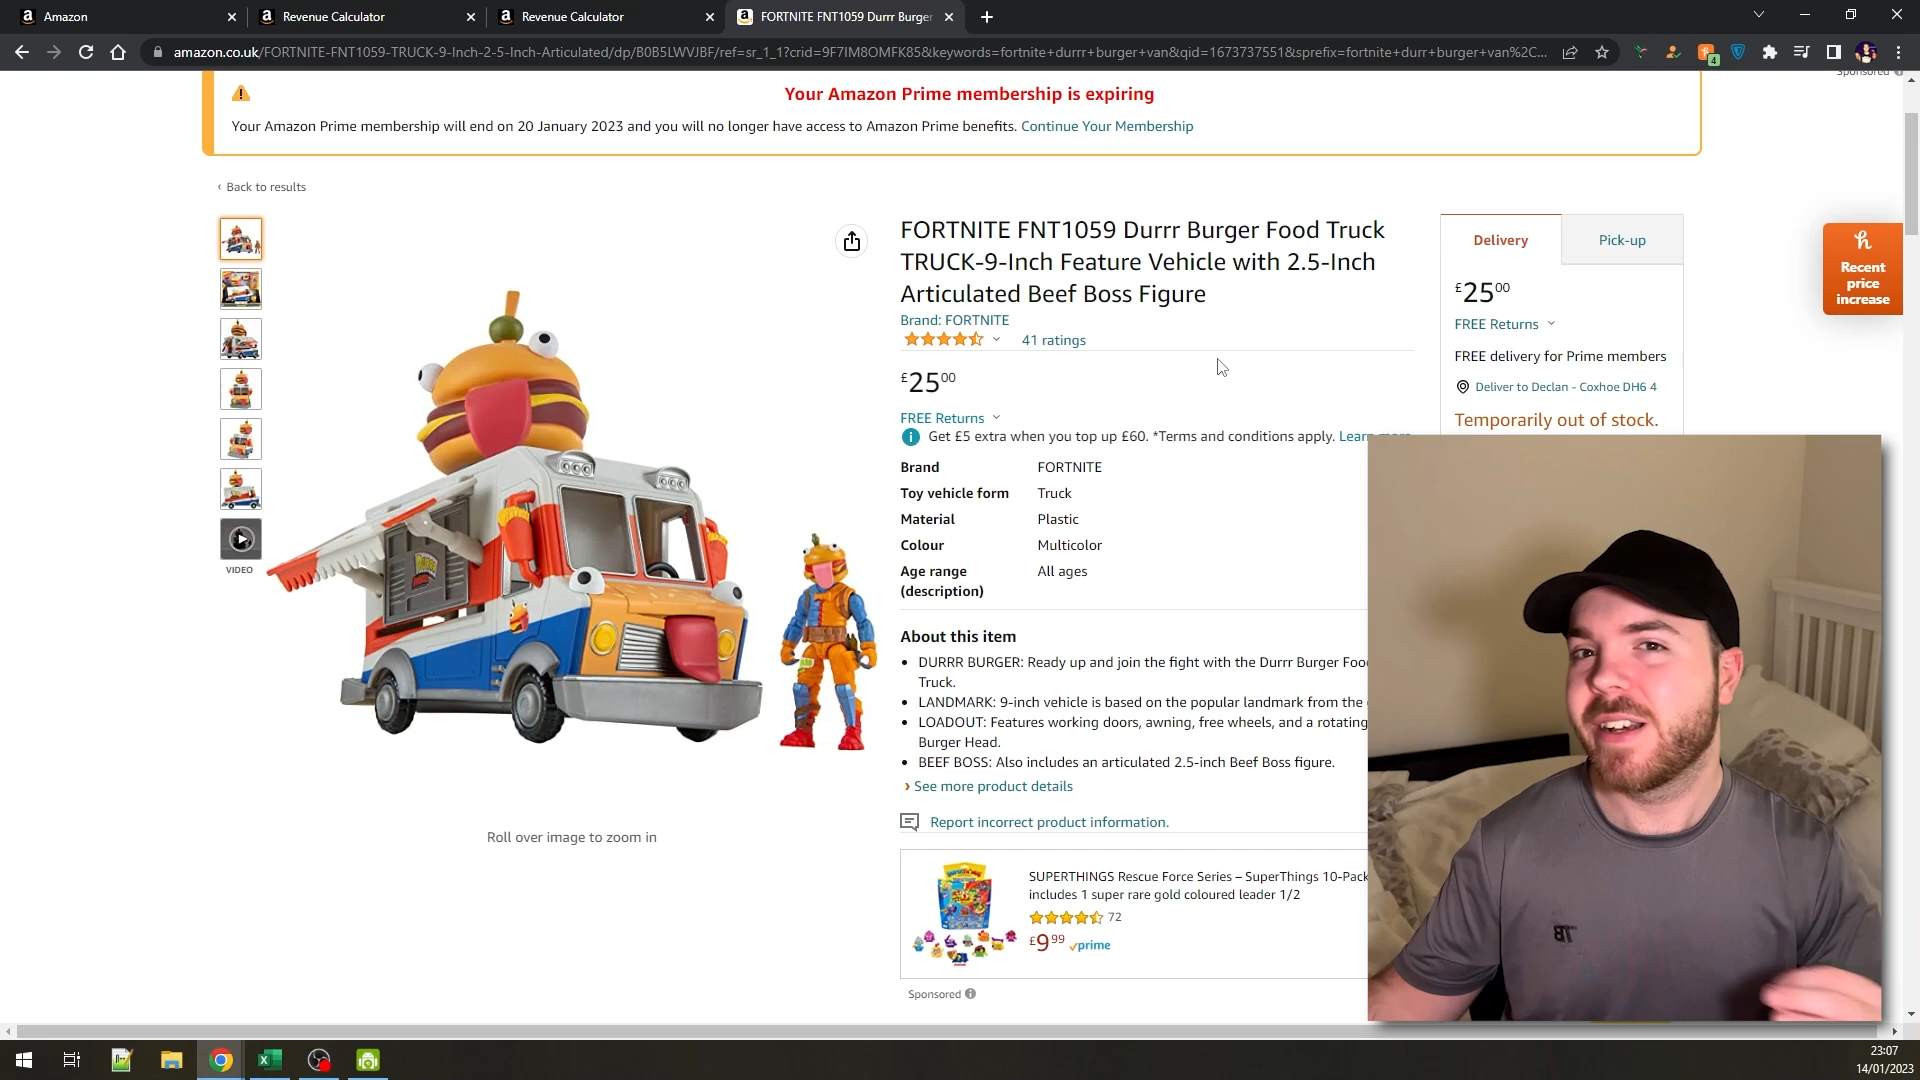 Amazon
Revenue Calculator
Revenue Calculator
FORTNITE FNT1059 Durrr Burger
amazon.co.uk/FORTNITE-FNT1059-TRUCK-9-Inch-2-5-Inch-Articulated/dp/B0B5LWVJBF/ref=sr_1_1?crid=9F7IM8OMFK85&keywords=fortnite+durrr+burger+van&qid=1673737551&sprefix=fortnite+durr+burger+van%2C...
4
Sponsored
Your Amazon Prime membership is expiring
Your Amazon Prime membership will end on 20 January 2023 and you will no longer have access to Amazon Prime benefits. Continue Your Membership
‹ Back to results
VIDEO
Roll over image to zoom in
FORTNITE FNT1059 Durrr Burger Food Truck
TRUCK-9-Inch Feature Vehicle with 2.5-Inch
Articulated Beef Boss Figure
Brand: FORTNITE
41 ratings
£2500
FREE Returns
Get £5 extra when you top up £60. *Terms and conditions apply. Learn more
Brand FORTNITE
Toy vehicle form Truck
Material Plastic
Colour Multicolor
Age range All ages
(description)
About this item
• DURRR BURGER: Ready up and join the fight with the Durrr Burger Foo
Truck.
• LANDMARK: 9-inch vehicle is based on the popular landmark from the
• LOADOUT: Features working doors, awning, free wheels, and a rotating
Burger Head.
• BEEF BOSS: Also includes an articulated 2.5-inch Beef Boss figure.
› See more product details
Report incorrect product information.
SUPERTHINGS Rescue Force Series – SuperThings 10-Pack
includes 1 super rare gold coloured leader 1/2
72
£999 prime
Sponsored
Delivery
Pick-up
£2500
FREE Returns
FREE delivery for Prime members
Deliver to Declan - Coxhoe DH6 4
Temporarily out of stock.
Recent
price
increase
23:07
14/01/2023